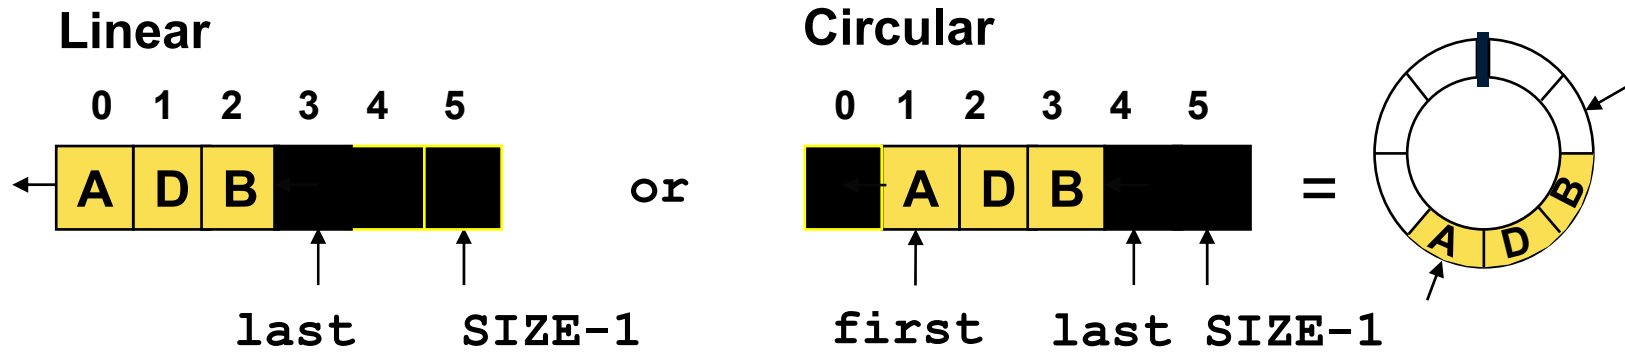 Linear
Circular
0 1 2 3 4 5
0 1 2 3 4 5
A D B
or
A D B
=
A D B
last SIZE-1
first last SIZE-1